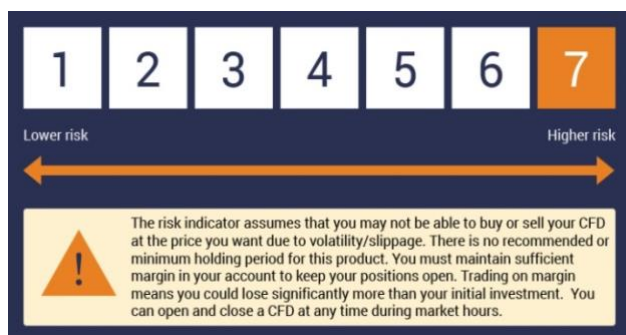 1 2 3 4 5 6 7
Lower risk Higher risk
!
The risk indicator assumes that you may not be able to buy or sell your CFD
at the price you want due to volatility/slippage. There is no recommended or
minimum holding period for this product. You must maintain sufficient
margin in your account to keep your positions open. Trading on margin
means you could lose significantly more than your initial investment. You
can open and close a CFD at any time during market hours.